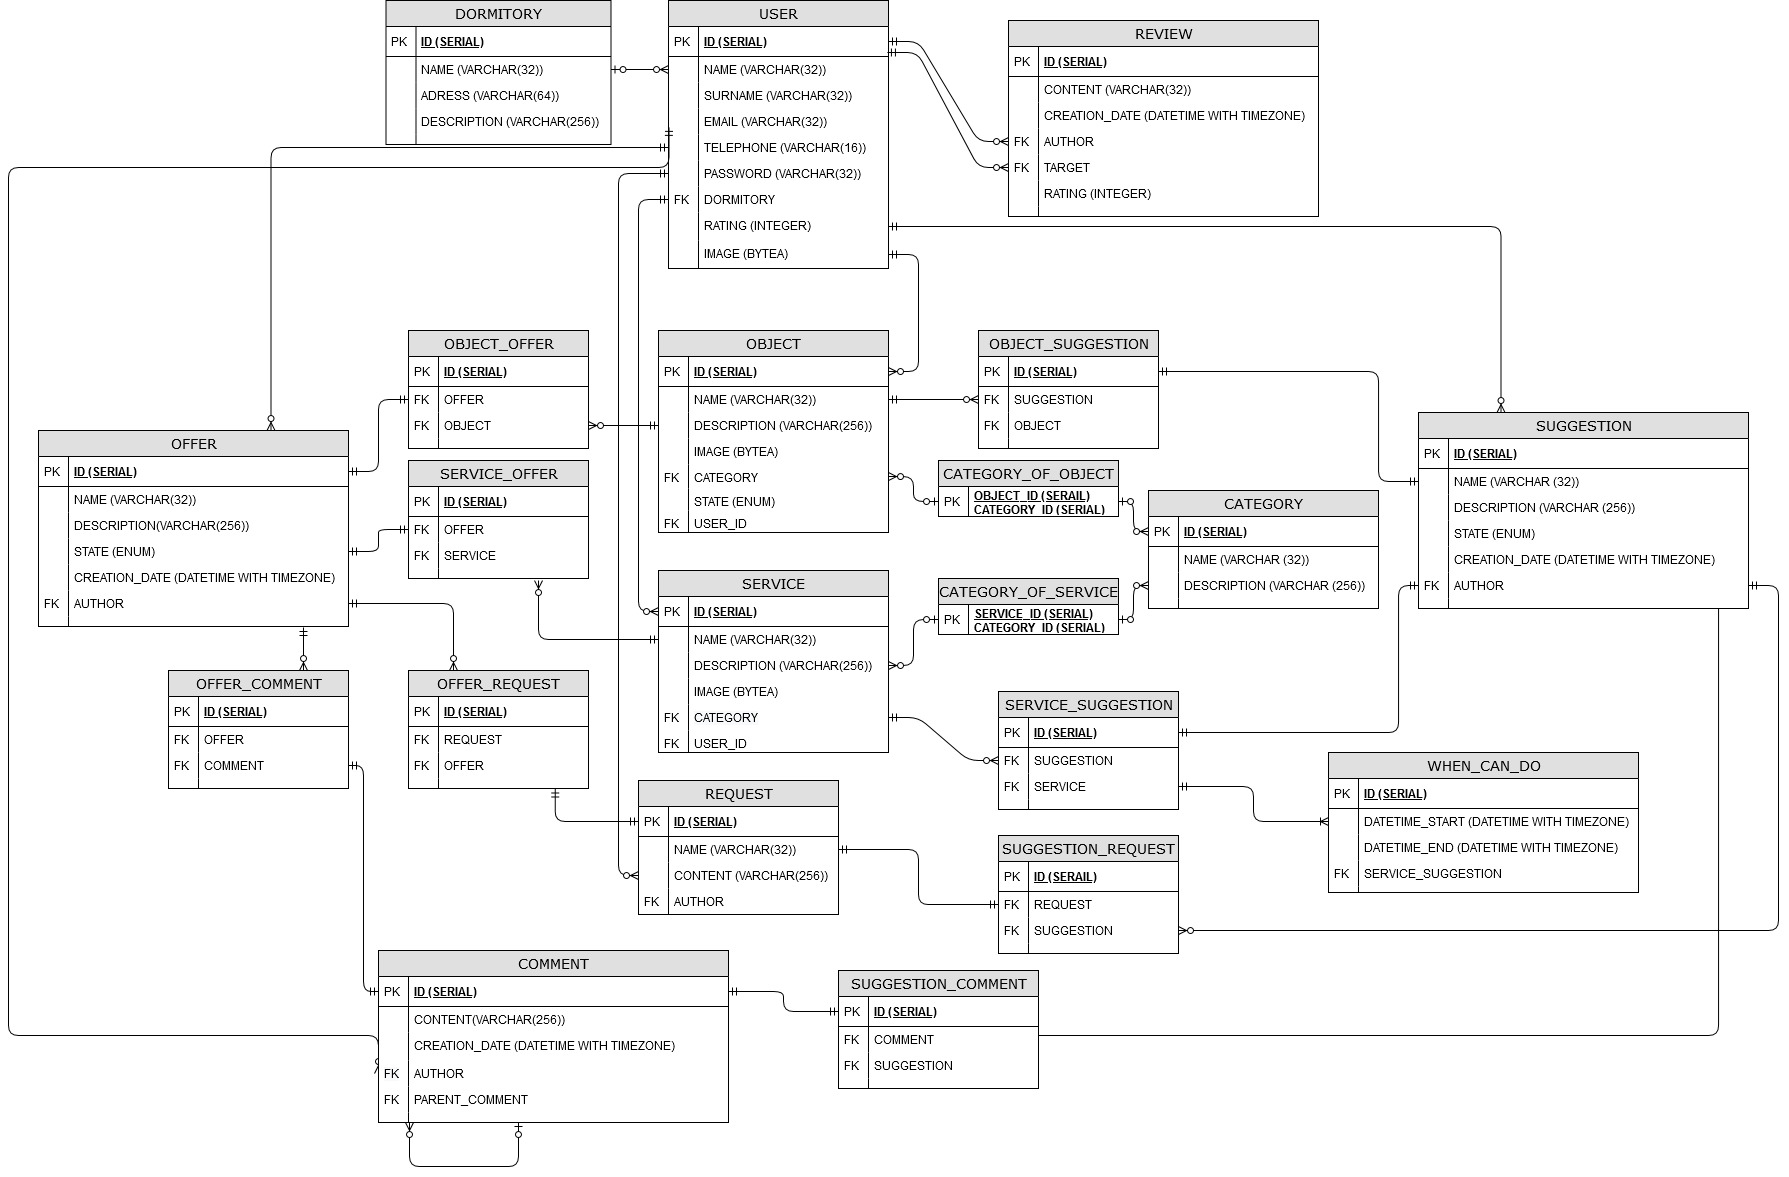 DORMITORY
PK ID (SERIAL)
NAME (VARCHAR(32))
ADRESS (VARCHAR(64))
DESCRIPTION (VARCHAR(256))
USER
PK ID (SERIAL)
NAME (VARCHAR(32))
SURNAME (VARCHAR(32))
EMAIL (VARCHAR(32))
TELEPHONE (VARCHAR(16))
PASSWORD (VARCHAR(32))
FK DORMITORY
RATING (INTEGER)
IMAGE (BYTEA)
REVIEW
PK ID (SERIAL)
CONTENT (VARCHAR(32))
CREATION_DATE (DATETIME WITH TIMEZONE)
FK AUTHOR
FK TARGET
RATING (INTEGER)
OBJECT_OFFER
PK ID (SERIAL)
FK OFFER
FK OBJECT
OBJECT
PK ID (SERIAL)
NAME (VARCHAR(32))
DESCRIPTION (VARCHAR(256))
IMAGE (BYTEA)
FK CATEGORY
STATE (ENUM)
FK USER_ID
OBJECT_SUGGESTION
PK ID (SERIAL)
FK SUGGESTION
FK OBJECT
SUGGESTION
PK ID (SERIAL)
NAME (VARCHAR (32))
DESCRIPTION (VARCHAR (256))
STATE (ENUM)
CREATION_DATE (DATETIME WITH TIMEZONE)
FK AUTHOR
OFFER
PK ID (SERIAL)
NAME (VARCHAR(32))
DESCRIPTION(VARCHAR(256))
STATE (ENUM)
CREATION_DATE (DATETIME WITH TIMEZONE)
FK AUTHOR
SERVICE_OFFER
PK ID (SERIAL)
FK OFFER
FK SERVICE
CATEGORY_OF_OBJECT
PK OBJECT_ID (SERAIL)
CATEGORY_ID (SERIAL)
CATEGORY
PK ID (SERIAL)
NAME (VARCHAR (32))
DESCRIPTION (VARCHAR (256))
SERVICE
PK ID (SERIAL)
NAME (VARCHAR(32))
DESCRIPTION (VARCHAR(256))
IMAGE (BYTEA)
FK CATEGORY
FK USER_ID
CATEGORY_OF_SERVICE
PK SERVICE_ID (SERIAL)
CATEGORY_ID (SERIAL)
OFFER_COMMENT
PK ID (SERIAL)
FK OFFER
FK COMMENT
OFFER_REQUEST
PK ID (SERIAL)
FK REQUEST
FK OFFER
SERVICE_SUGGESTION
PK ID (SERIAL)
FK SUGGESTION
FK SERVICE
WHEN_CAN_DO
PK ID (SERIAL)
DATETIME_START (DATETIME WITH TIMEZONE)
DATETIME_END (DATETIME WITH TIMEZONE)
FK SERVICE_SUGGESTION
REQUEST
PK ID (SERIAL)
NAME (VARCHAR(32))
CONTENT (VARCHAR(256))
FK AUTHOR
SUGGESTION_REQUEST
PK ID (SERAIL)
FK REQUEST
FK SUGGESTION
COMMENT
PK ID (SERIAL)
CONTENT(VARCHAR(256))
CREATION_DATE (DATETIME WITH TIMEZONE)
FK AUTHOR
FK PARENT_COMMENT
SUGGESTION_COMMENT
PK ID (SERIAL)
FK COMMENT
FK SUGGESTION